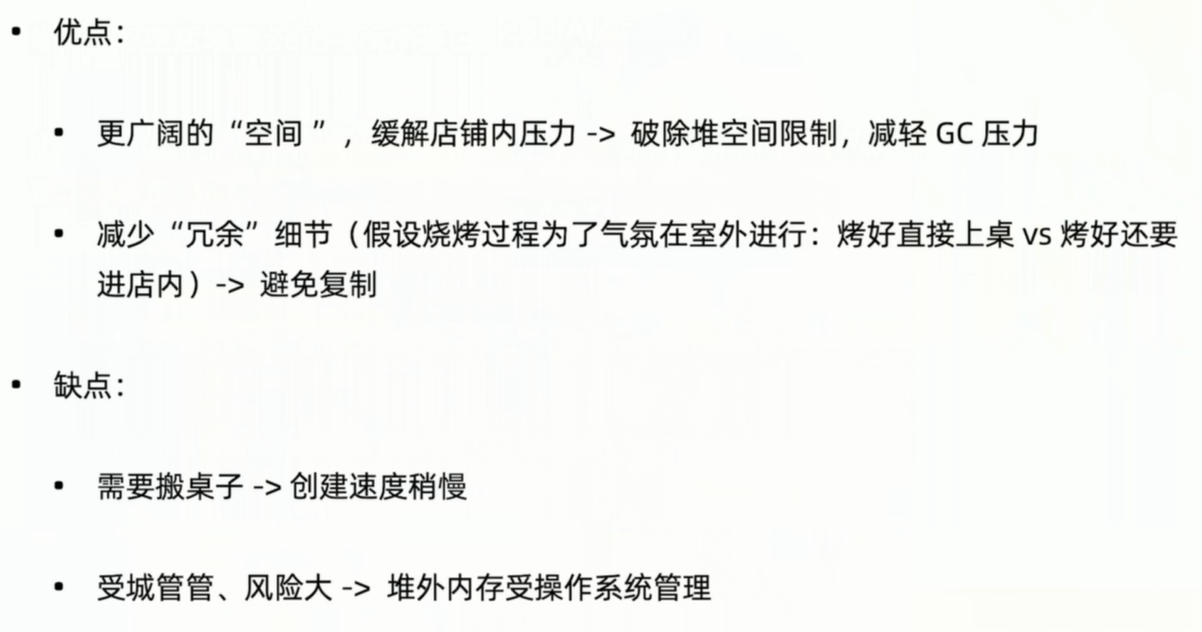 • 优点：
• 更广阔的“空间 ”，缓解店铺内压力 -> 破除堆空间限制，减轻 GC 压力
• 减少“冗余”细节（假设烧烤过程为了气氛在室外进行：烤好直接上桌 vs 烤好还要
进店内）-> 避免复制
• 缺点：
• 需要搬桌子 -> 创建速度稍慢
• 受城管管、风险大 -> 堆外内存受操作系统管理